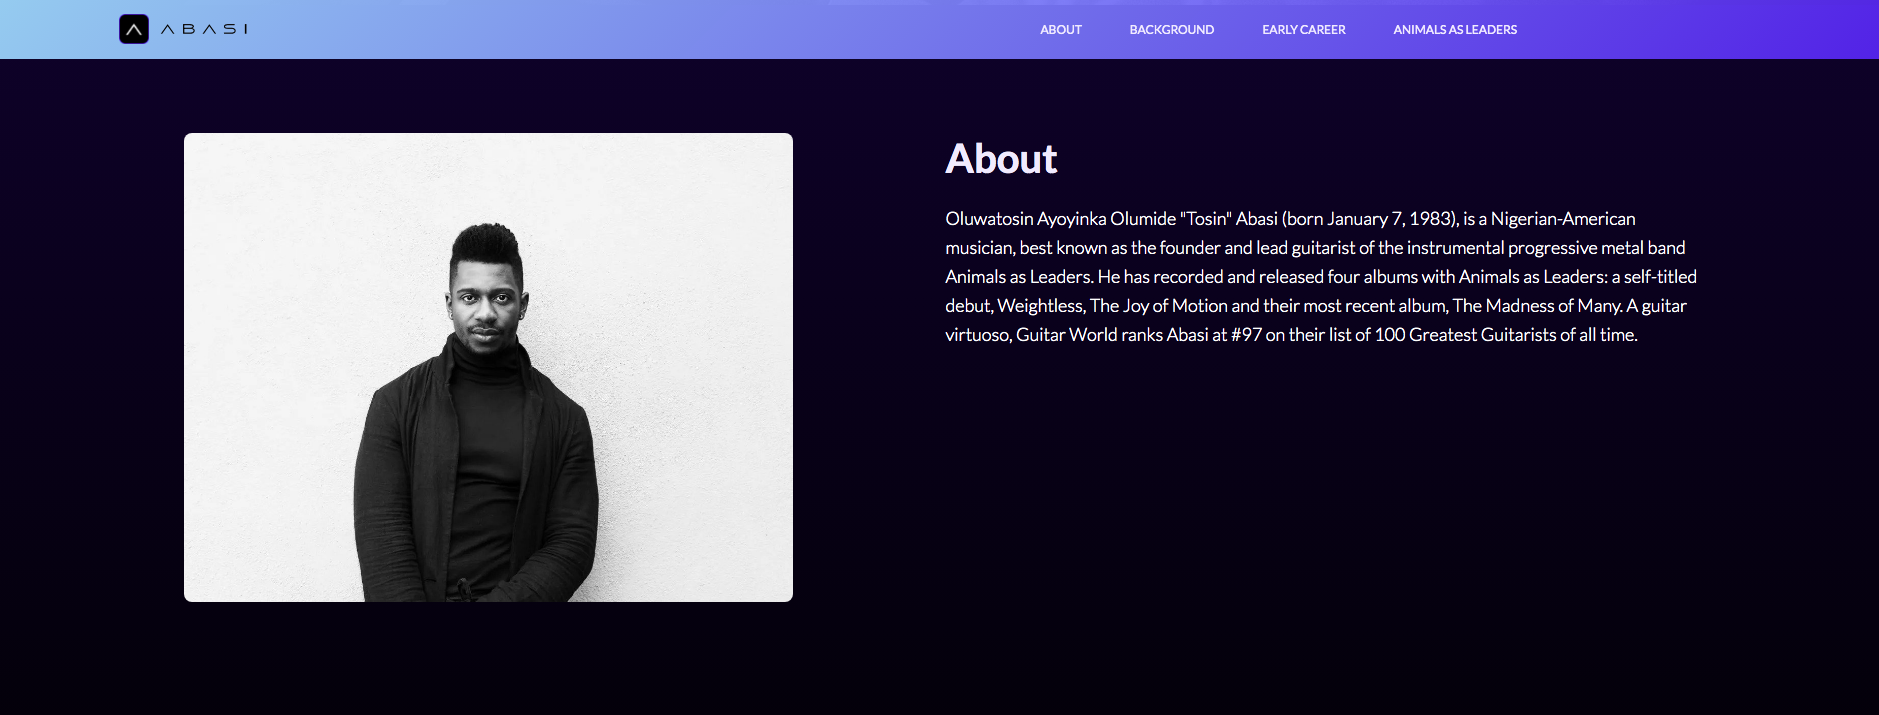 ABASI
ABOUT BACKGROUND EARLY CAREER ANIMALS AS LEADERS
About
Oluwatosin Ayoyinka Olumide "Tosin" Abasi (born January 7, 1983), is a Nigerian-American
musician, best known as the founder and lead guitarist of the instrumental progressive metal band
Animals as Leaders. He has recorded and released four albums with Animals as Leaders: a self-titled
debut, Weightless, The Joy of Motion and their most recent album, The Madness of Many. A guitar
virtuoso, Guitar World ranks Abasi at #97 on their list of 100 Greatest Guitarists of all time.